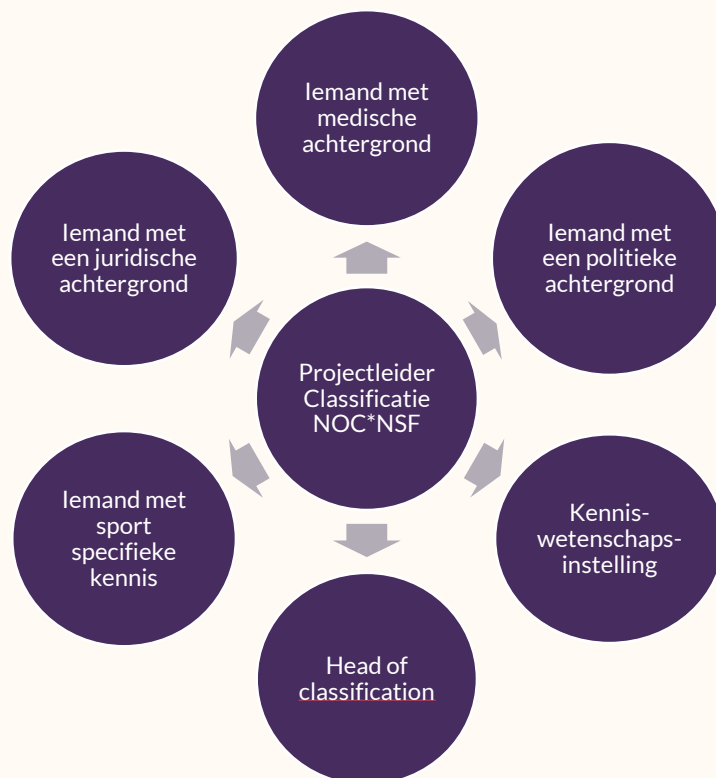 Iemand met
medische
achtergrond
Iemand met
een juridische
achtergrond
Iemand met
een politieke
achtergrond
Projectleider
Classificatie
NOC*NSF
Iemand met
sport
specifieke
kennis
Kennis-
wetenschaps-
instelling
Head of
classification